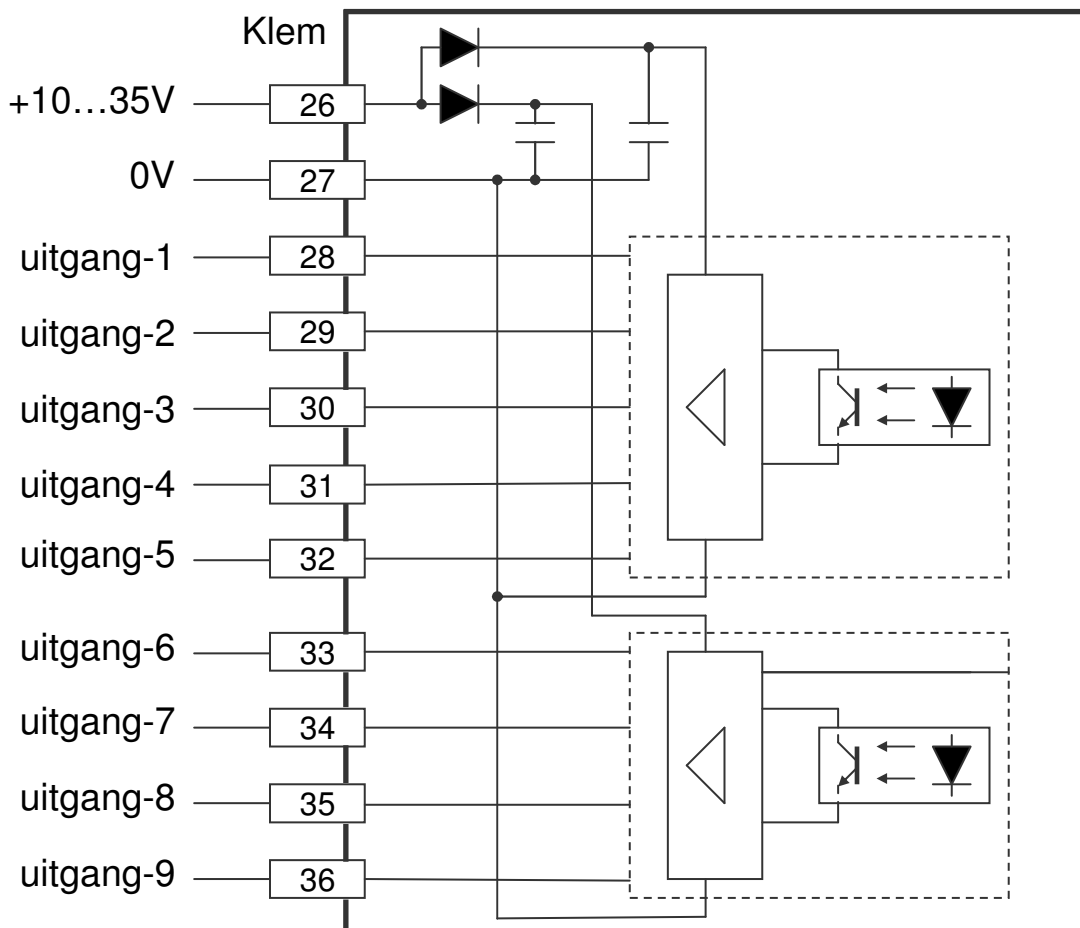 Klem
+10...35V 26
0V 27
uitgang-1 28
uitgang-2 29
uitgang-3 30
uitgang-4 31
uitgang-5 32
uitgang-6 33
uitgang-7 34
uitgang-8 35
uitgang-9 36